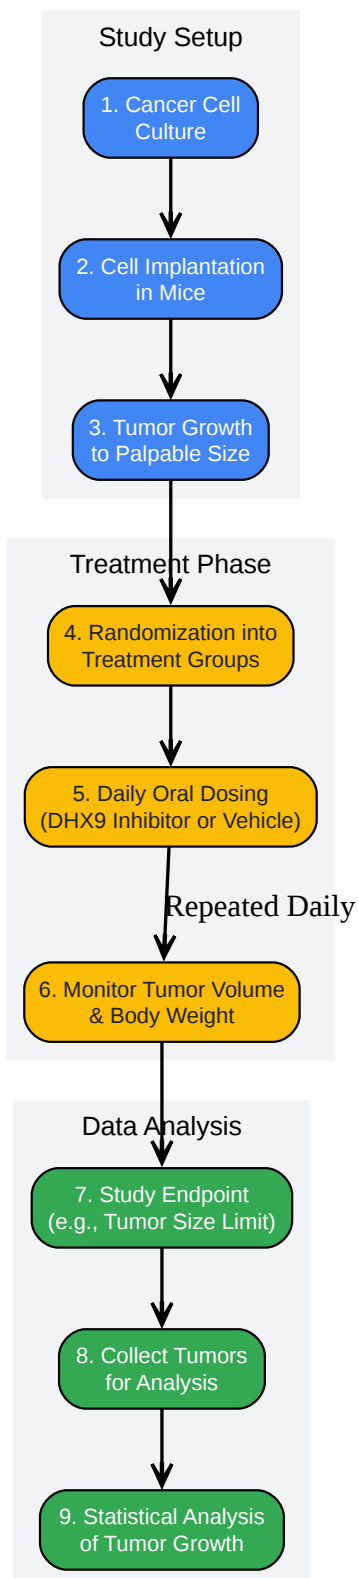 Study Setup
1. Cancer Cell
Culture
2. Cell Implantation
in Mice
3. Tumor Growth
to Palpable Size
Treatment Phase
4. Randomization into
Treatment Groups
5. Daily Oral Dosing
(DHX9 Inhibitor or Vehicle)
Repeated Daily
6. Monitor Tumor Volume
& Body Weight
Data Analysis
7. Study Endpoint
(e.g., Tumor Size Limit)
8. Collect Tumors
for Analysis
9. Statistical Analysis
of Tumor Growth